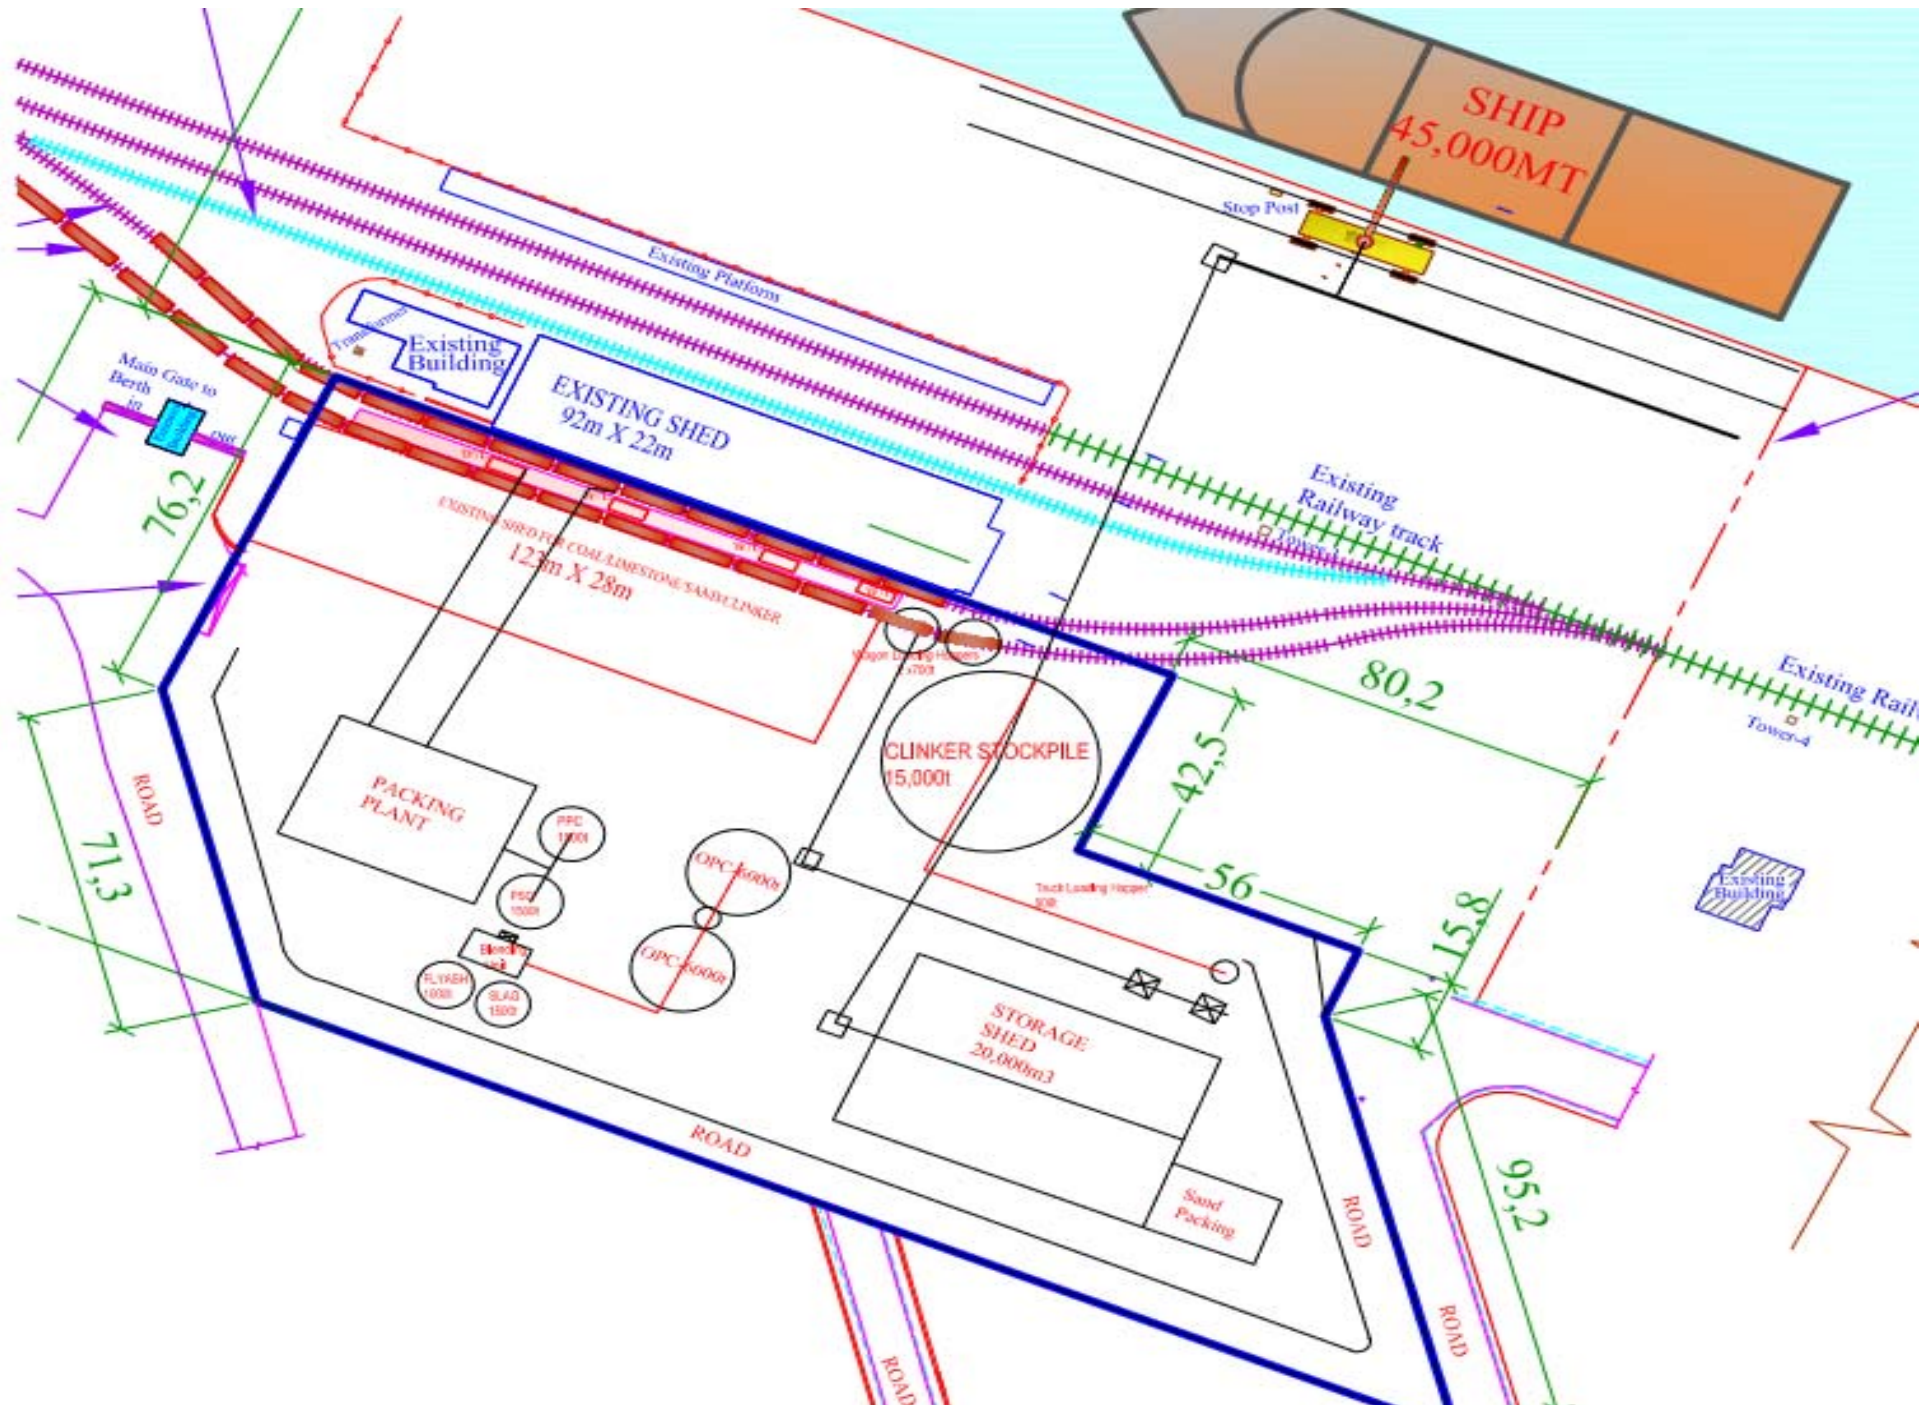 SHIP
45,000MT
Stop Post
Existing Platform
Transformer
Existing
Building
Main Gate to
Berth
in
out
EXISTING SHED
92m X 22m
76,2
EXISTING SHED FOR COAL/LIMESTONE/SAND/CLINKER
123m X 28m
Existing
Railway track
Wagon Loading Hoppers
80,2
Existing Rail
Tower-4
42,5
CLINKER STOCKPILE
15,000t
PACKING
PLANT
ROAD
71,3
PPC
OPC-6000t
OPC-6000t
56
Truck Loading Hopper
15,8
Existing
Building
FLYASH
SLAG
STORAGE
SHED
20,000m3
ROAD
Sand
Packing
ROAD
95,2
ROAD
ROAD